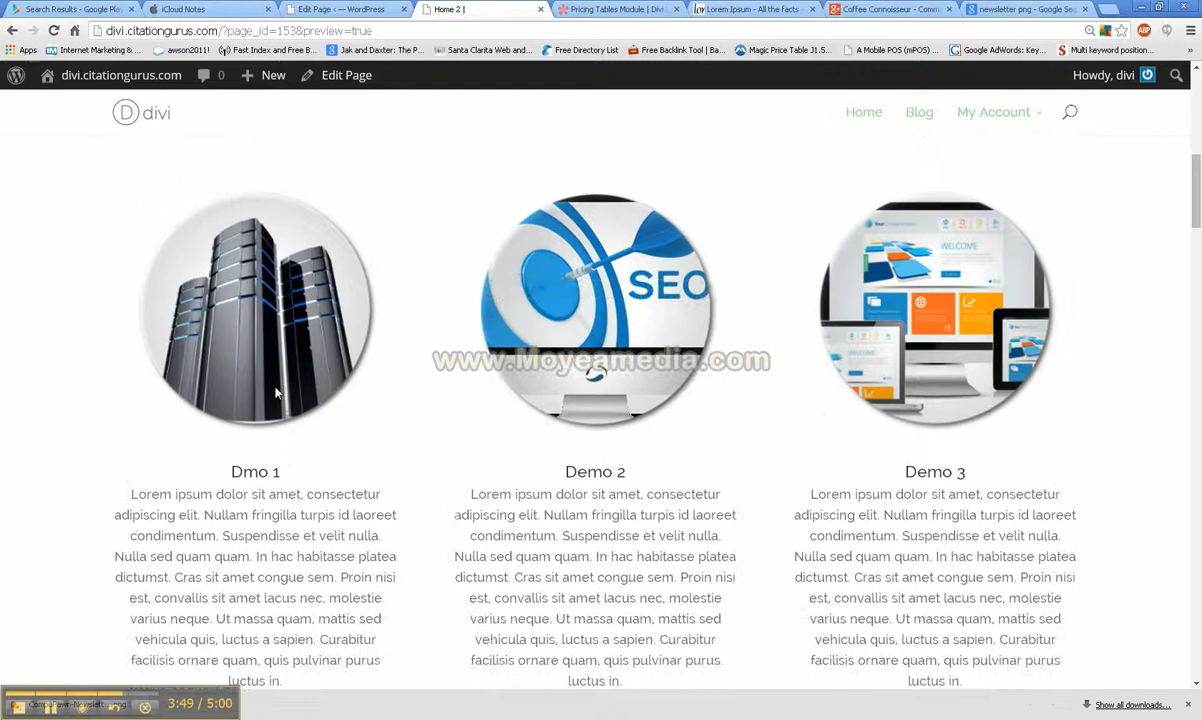 Search Results - Google Play
iCloud Notes
Edit Page ‹ — WordPress
Home 2 |
Pricing Tables Module | Divi
Lorem Ipsum - All the facts
Coffee Connoisseur - Comm
newsletter png - Google Sea
divi.citationgurus.com/?page_id=153&preview=true
Apps
Internet Marketing &...
awson2011!
Fast Index and Free B...
Jak and Daxter: The P...
Santa Clarita Web and...
Free Directory List
Free Backlink Tool | Ba...
Magic Price Table J1.5...
A Mobile POS (mPOS) ...
Google AdWords: Key...
Multi keyword position...
divi.citationgurus.com
0
New
Edit Page
Howdy, divi
D divi
Home
Blog
My Account
WELCOME
SEO
www.Moyeamedia.com
Dmo 1
Lorem ipsum dolor sit amet, consectetur
adipiscing elit. Nullam fringilla turpis id laoreet
condimentum. Suspendisse et velit nulla.
Nulla sed quam quam. In hac habitasse platea
dictumst. Cras sit amet congue sem. Proin nisi
est, convallis sit amet lacus nec, molestie
varius neque. Ut massa quam, mattis sed
vehicula quis, luctus a sapien. Curabitur
facilisis ornare quam, quis pulvinar purus
luctus in.
Demo 2
Lorem ipsum dolor sit amet, consectetur
adipiscing elit. Nullam fringilla turpis id laoreet
condimentum. Suspendisse et velit nulla.
Nulla sed quam quam. In hac habitasse platea
dictumst. Cras sit amet congue sem. Proin nisi
est, convallis sit amet lacus nec, molestie
varius neque. Ut massa quam, mattis sed
vehicula quis, luctus a sapien. Curabitur
facilisis ornare quam, quis pulvinar purus.
luctus in.
Demo 3
Lorem ipsum dolor sit amet, consectetur
adipiscing elit. Nullam fringilla turpis id laoreet
condimentum. Suspendisse et velit nulla.
Nulla sed quam quam. In hac habitasse platea
dictumst. Cras sit amet congue sem. Proin nisi
est, convallis sit amet lacus nec, molestie
varius neque. Ut massa quam, mattis sed
vehicula quis, luctus a sapien. Curabitur
facilisis ornare quam, quis pulvinar purus
luctus in.
3:49 / 5:00
Show all downloads...